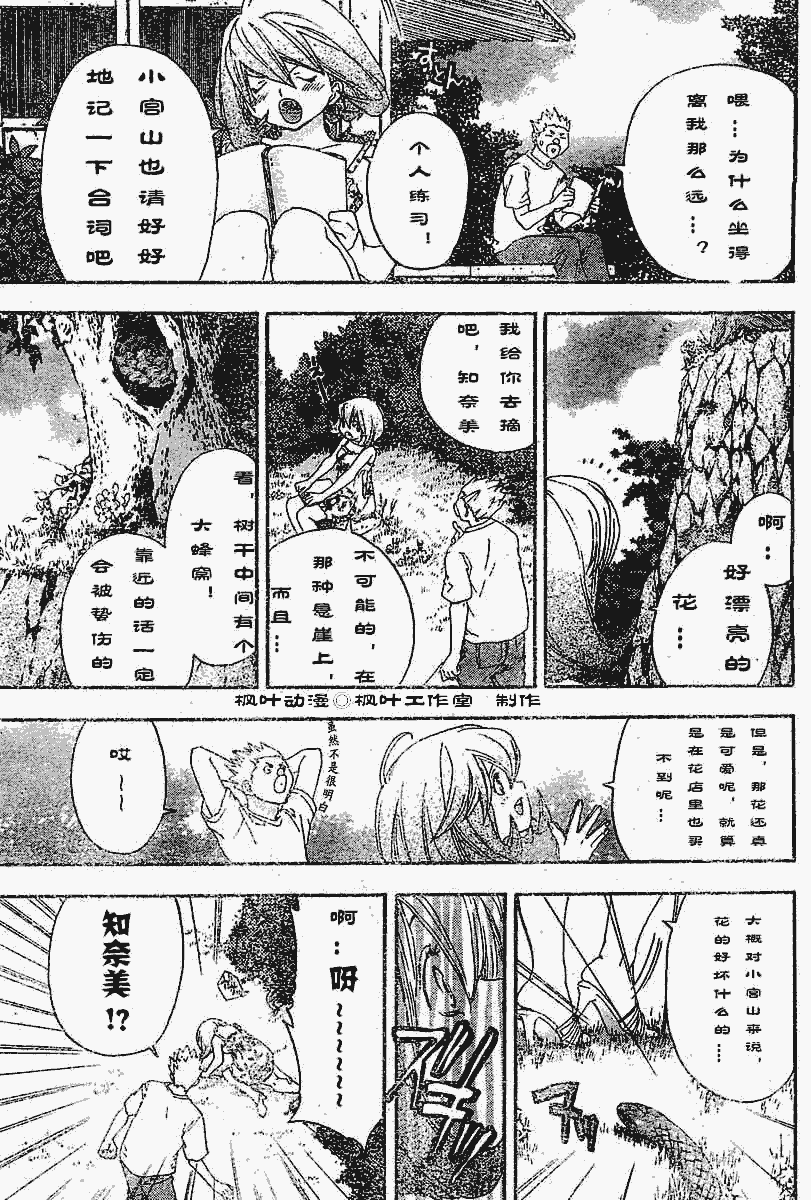 喂…为什么坐得
离我那么远…?
すとん
个人练习!
小宫山也请好好
地记一下台词吧
啊…
好漂亮的
花…
我给你去摘
吧,知奈美
不可能的,在
那种悬崖上,
而且…
看,树干中间有个
大蜂窝!
靠近的话一定
会被蛰伤的
枫叶动漫◎枫叶工作室 制作
但是,那花还真
是可爱呢,就算
是在花店里也买
不到呢…
虽然不是很明白
哎~~
大概对小宫山来说,
花的好坏什么的…
啊…呀~~~~~~
知奈美!?